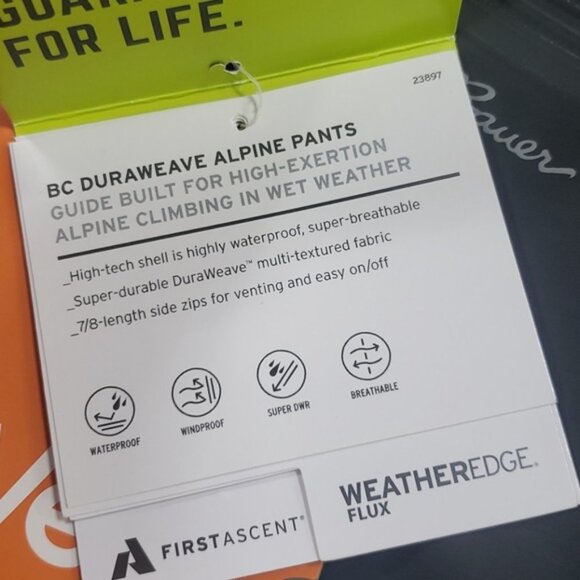 FOR LIFE.
23897
BC DURAWEAVE ALPINE PANTS
GUIDE BUILT FOR HIGH-EXERTION
ALPINE CLIMBING IN WET WEATHER
_High-tech shell is highly waterproof, super-breathable
_Super-durable DuraWeave™ multi-textured fabric
_7/8-length side zips for venting and easy on/off
WATERPROOF
WINDPROOF
SUPER DWR
BREATHABLE
FIRSTASCENT®
WEATHEREDGE®
FLUX
Bauer